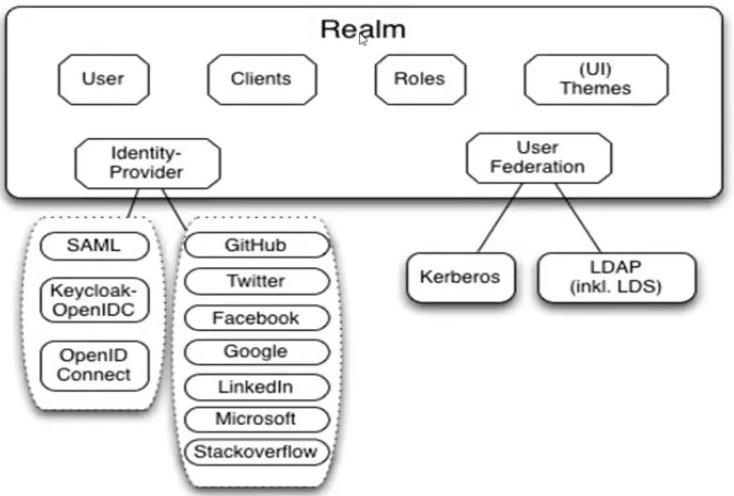 Realm
User
Clients
Roles
(UI)
Themes
Identity-
Provider
User
Federation
SAML
Keycloak-
OpenIDC
OpenID
Connect
GitHub
Twitter
Facebook
Google
LinkedIn
Microsoft
Stackoverflow
Kerberos
LDAP
(inkl. LDS)